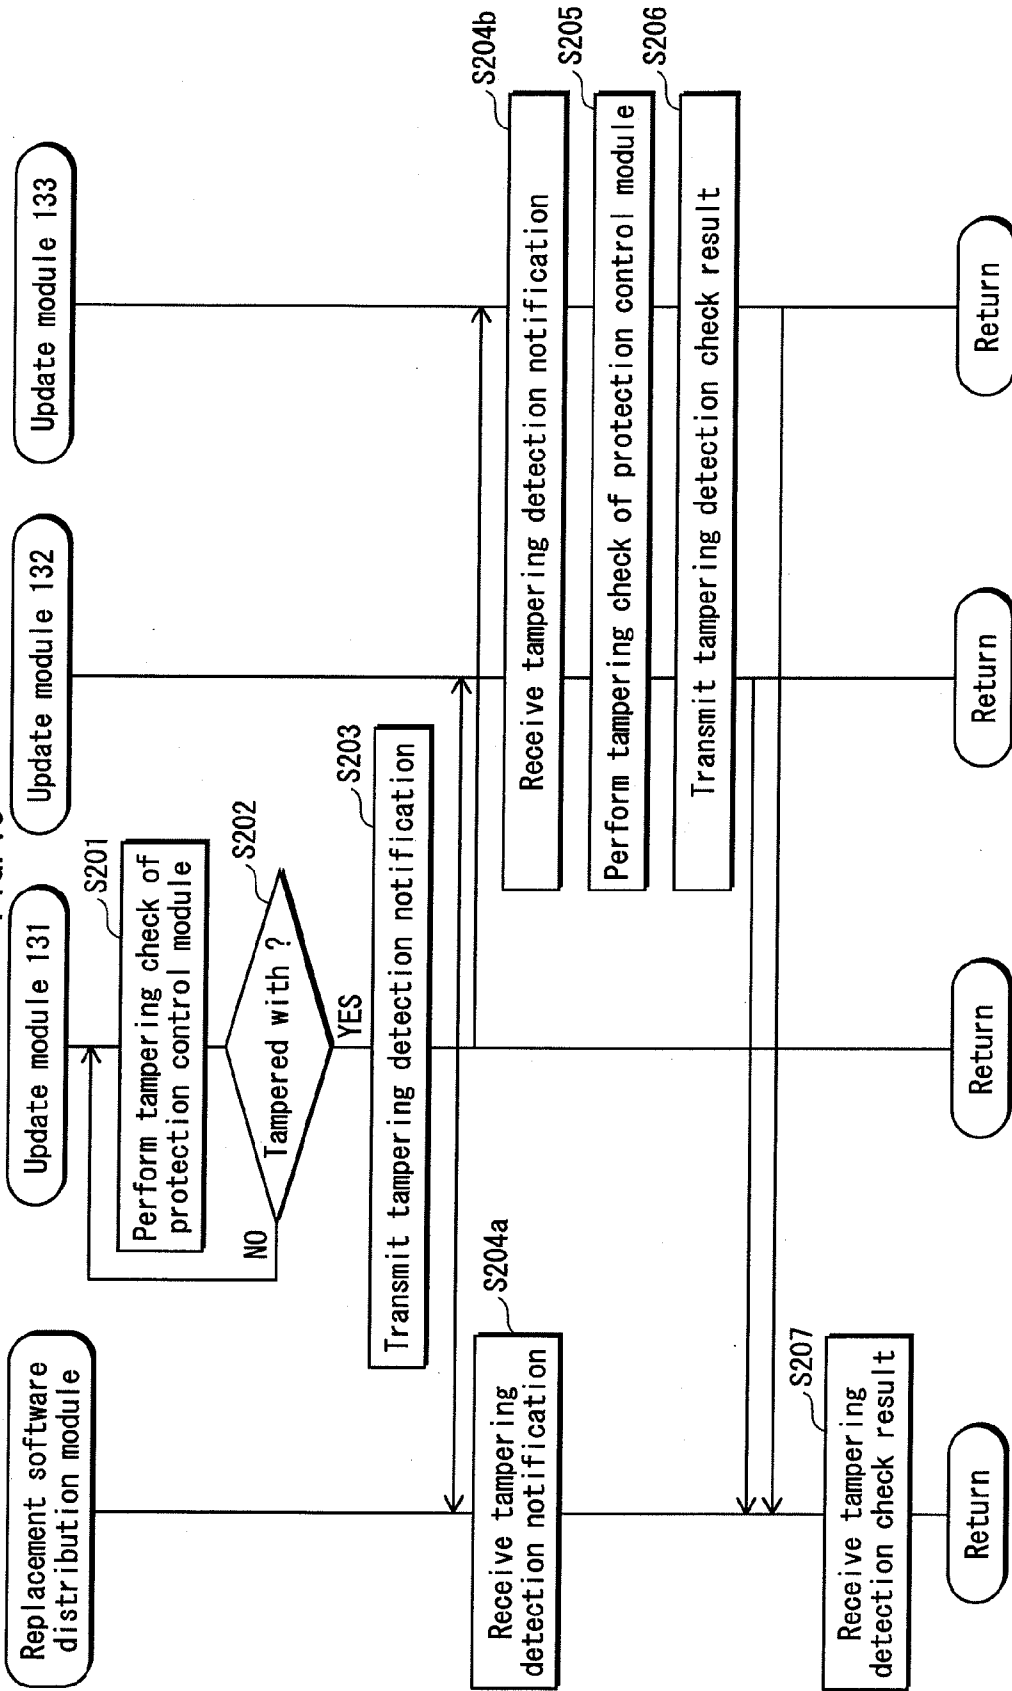 Replacement software
distribution module
Update module 131
Update module 132
Update module 133
S201
Perform tampering check of
protection control module
S202
Tampered with ?
NO
YES
S203
Transmit tampering detection notification
S204a
Receive tampering
detection notification
S204b
Receive tampering detection notification
S205
Perform tampering check of protection control module
S206
Transmit tampering detection check result
S207
Receive tampering
detection check result
Return
Return
Return
Return